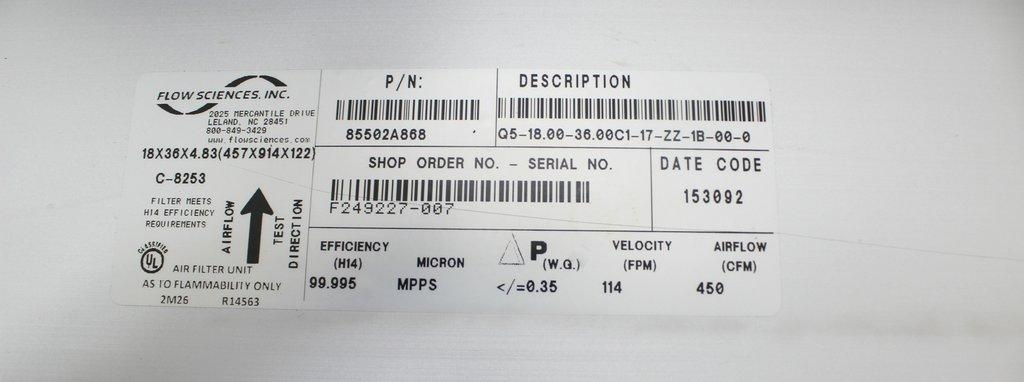 FLOW SCIENCES, INC.
2025 MERCANTILE DRIVE
LELAND, NC 28451
800-849-3429
www.flowsciences.com
18X36X4.83(457X914X122)
C-8253
FILTER MEETS
H14 EFFICIENCY
REQUIREMENTS
AIRFLOW
TEST
DIRECTION
CLASSIFIED
UL
AIR FILTER UNIT
AS TO FLAMMABILITY ONLY
2M26 R14563
P/N:
85502A868
DESCRIPTION
Q5-18.00-36.00C1-17-ZZ-1B-00-0
SHOP ORDER NO. - SERIAL NO.
F249227-007
DATE CODE
153092
EFFICIENCY
(H14)
99.995
MICRON
MPPS
△P (W.G.)
</=0.35
VELOCITY
(FPM)
114
AIRFLOW
(CFM)
450